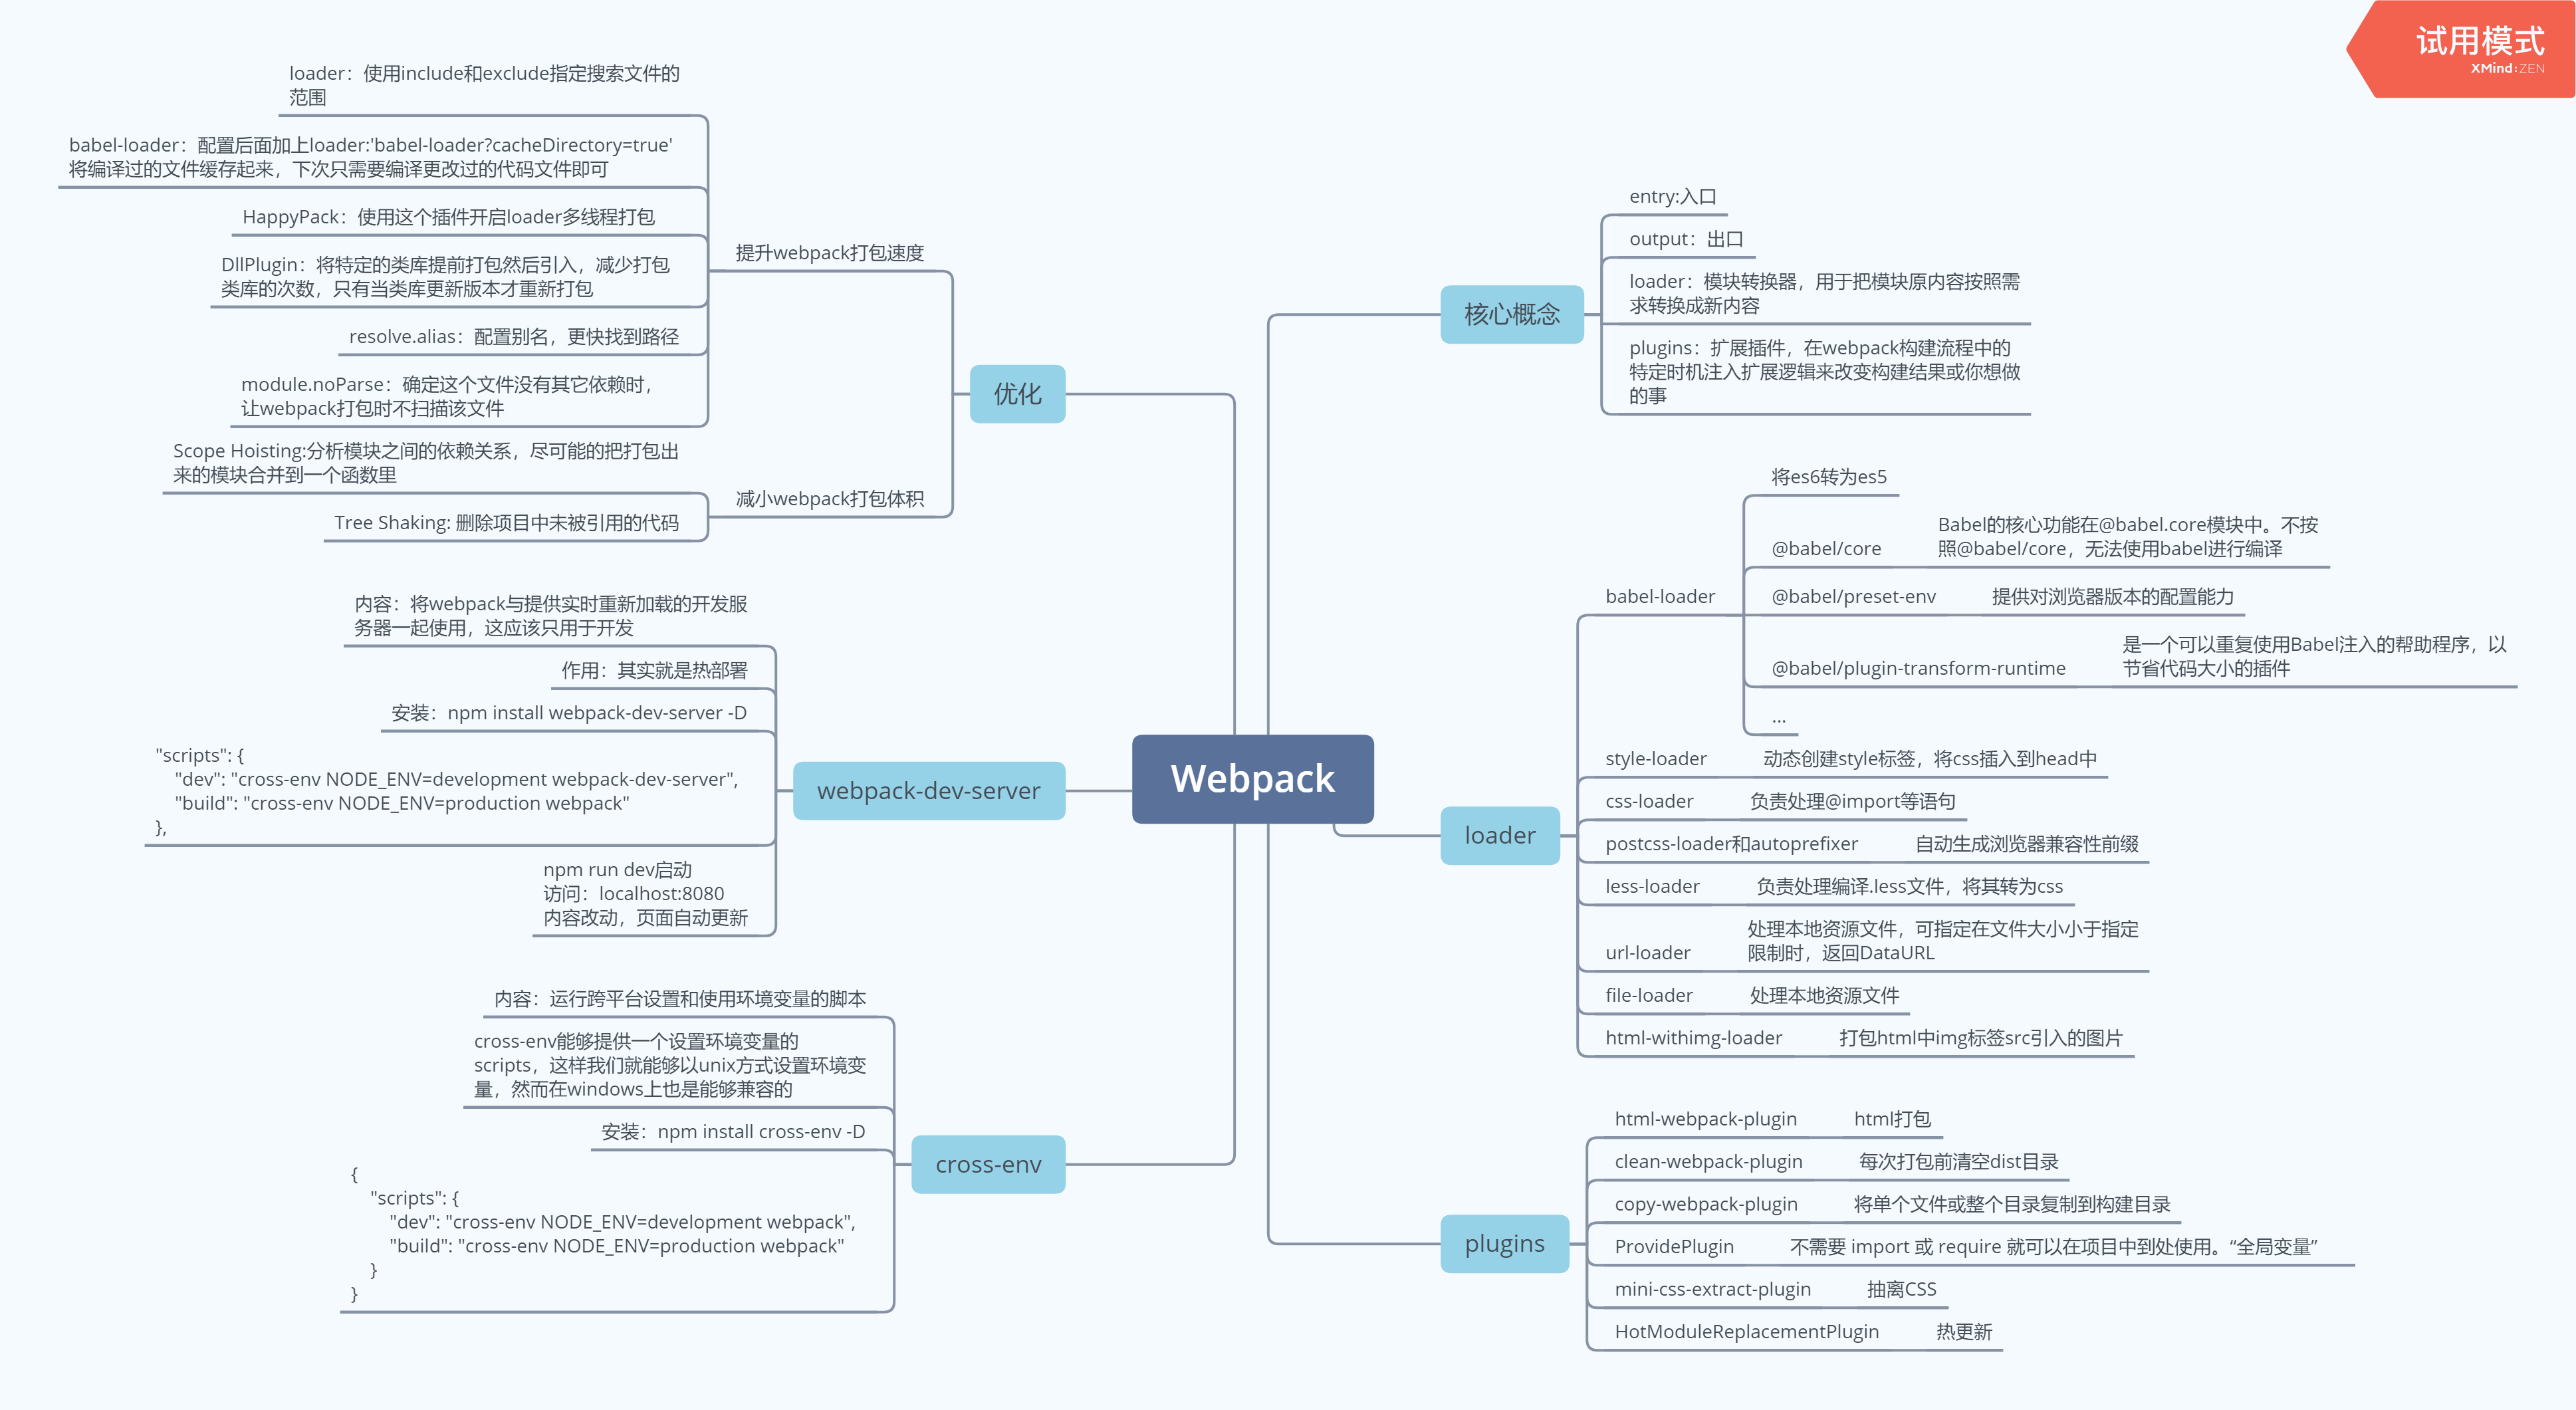 试用模式
XMind:ZEN
Webpack
核心概念
entry:入口
output：出口
loader：模块转换器，用于把模块原内容按照需
求转换成新内容
plugins：扩展插件，在webpack构建流程中的
特定时机注入扩展逻辑来改变构建结果或你想做
的事
loader
babel-loader
将es6转为es5
@babel/core
Babel的核心功能在@babel.core模块中。不按
照@babel/core，无法使用babel进行编译
@babel/preset-env
提供对浏览器版本的配置能力
@babel/plugin-transform-runtime
是一个可以重复使用Babel注入的帮助程序，以
节省代码大小的插件
...
style-loader
动态创建style标签，将css插入到head中
css-loader
负责处理@import等语句
postcss-loader和autoprefixer
自动生成浏览器兼容性前缀
less-loader
负责处理编译.less文件，将其转为css
url-loader
处理本地资源文件，可指定在文件大小小于指定
限制时，返回DataURL
file-loader
处理本地资源文件
html-withimg-loader
打包html中img标签src引入的图片
plugins
html-webpack-plugin
html打包
clean-webpack-plugin
每次打包前清空dist目录
copy-webpack-plugin
将单个文件或整个目录复制到构建目录
ProvidePlugin
不需要 import 或 require 就可以在项目中到处使用。“全局变量”
mini-css-extract-plugin
抽离CSS
HotModuleReplacementPlugin
热更新
优化
提升webpack打包速度
loader：使用include和exclude指定搜索文件的
范围
babel-loader：配置后面加上loader:'babel-loader?cacheDirectory=true'
将编译过的文件缓存起来，下次只需要编译更改过的代码文件即可
HappyPack：使用这个插件开启loader多线程打包
DllPlugin：将特定的类库提前打包然后引入，减少打包
类库的次数，只有当类库更新版本才重新打包
resolve.alias：配置别名，更快找到路径
module.noParse：确定这个文件没有其它依赖时，
让webpack打包时不扫描该文件
减小webpack打包体积
Scope Hoisting:分析模块之间的依赖关系，尽可能的把打包出
来的模块合并到一个函数里
Tree Shaking: 删除项目中未被引用的代码
webpack-dev-server
内容：将webpack与提供实时重新加载的开发服
务器一起使用，这应该只用于开发
作用：其实就是热部署
安装：npm install webpack-dev-server -D
"scripts": {
"dev": "cross-env NODE_ENV=development webpack-dev-server",
"build": "cross-env NODE_ENV=production webpack"
},
npm run dev启动
访问：localhost:8080
内容改动，页面自动更新
cross-env
内容：运行跨平台设置和使用环境变量的脚本
cross-env能够提供一个设置环境变量的
scripts，这样我们就能够以unix方式设置环境变
量，然而在windows上也是能够兼容的
安装：npm install cross-env -D
{
"scripts": {
"dev": "cross-env NODE_ENV=development webpack",
"build": "cross-env NODE_ENV=production webpack"
}
}